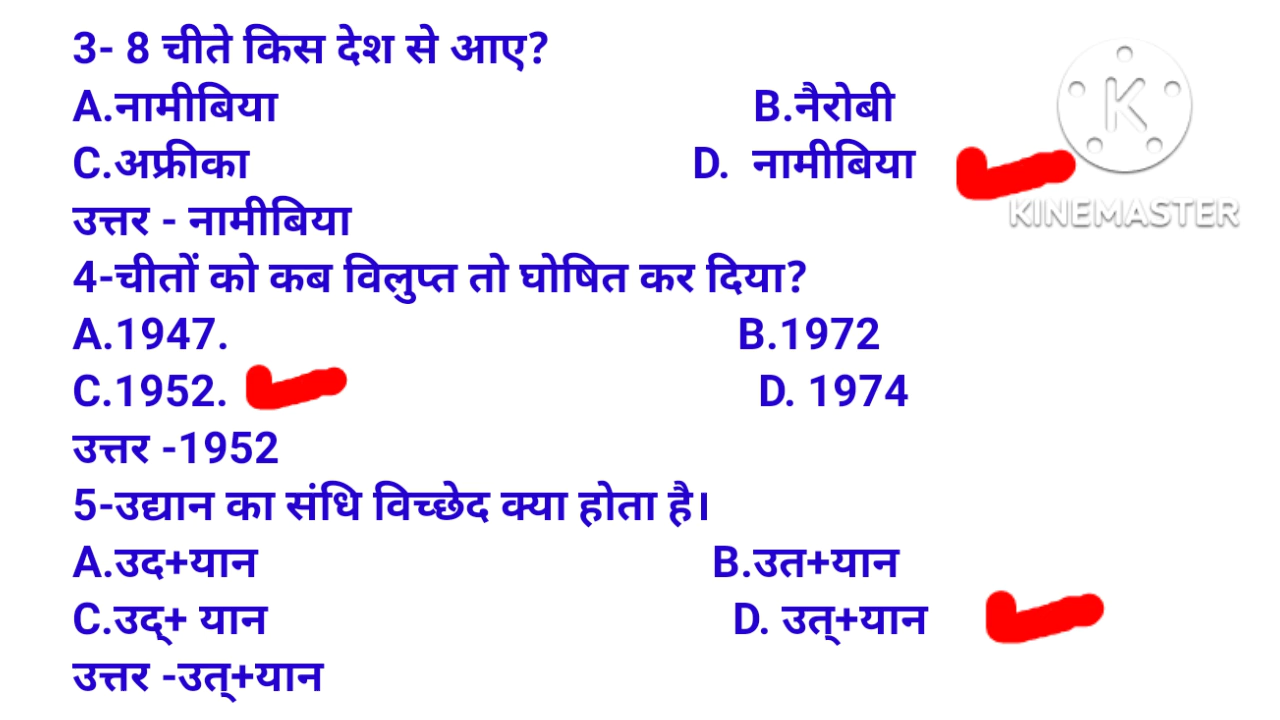 3- 8 चीते किस देश से आए?
A.नामीबिया B.नैरोबी
C.अफ्रीका D. नामीबिया
उत्तर - नामीबिया
4-चीतों को कब विलुप्त तो घोषित कर दिया?
A.1947. B.1972
C.1952. D. 1974
उत्तर -1952
5-उद्यान का संधि विच्छेद क्या होता है।
A.उद+यान B.उत+यान
C.उद्+ यान D. उत्+यान
उत्तर -उत्+यान
K
KINEMASTER